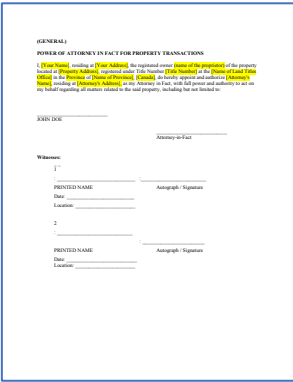 (GENERAL)
POWER OF ATTORNEY IN FACT FOR PROPERTY TRANSACTIONS
I, [Your Name], residing at [Your Address], the registered owner (name of the proprietor) of the property
located at [Property Address], registered under Title Number [Title Number] at the [Name of Land Titles
Office] in the Province of [Name of Province], [Canada], do hereby appoint and authorize [Attorney's
Name], residing at [Attorney's Address], as my Attorney in Fact, with full power and authority to act on
my behalf regarding all matters related to the said property, including but not limited to:
JOHN DOE
Attorney-in-Fact
Witnesses:
1
PRINTED NAME Autograph / Signature
Date:
Location:
2
PRINTED NAME Autograph / Signature
Date:
Location: